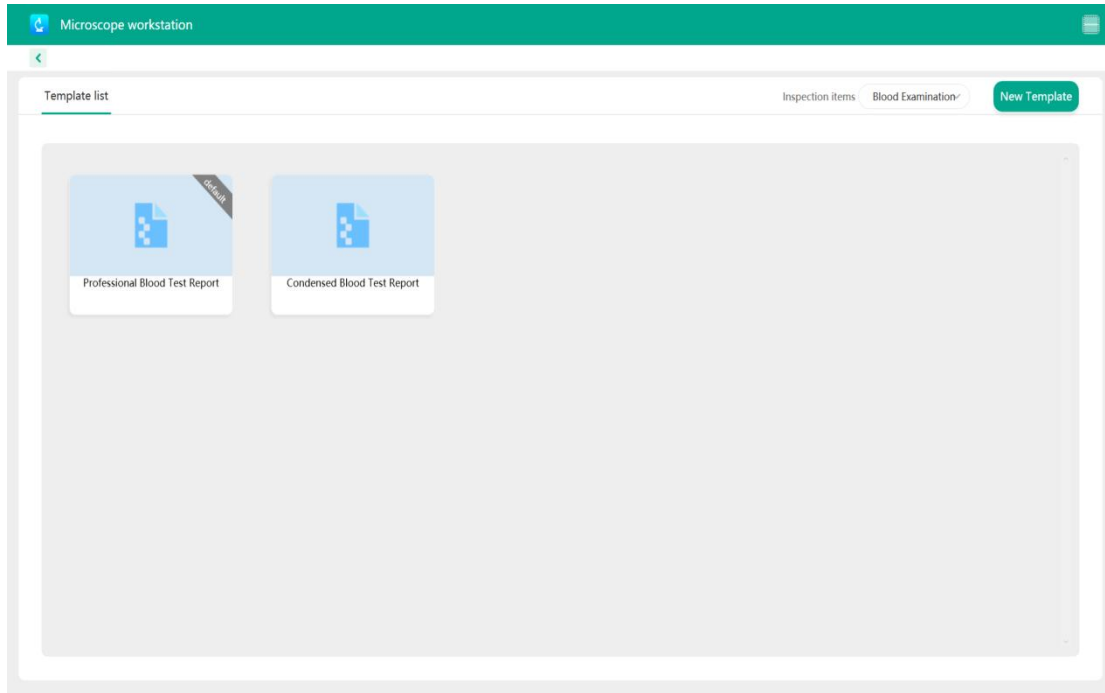 Microscope workstation
Template list
Inspection items
Blood Examination
New Template
default
Professional Blood Test Report
Condensed Blood Test Report